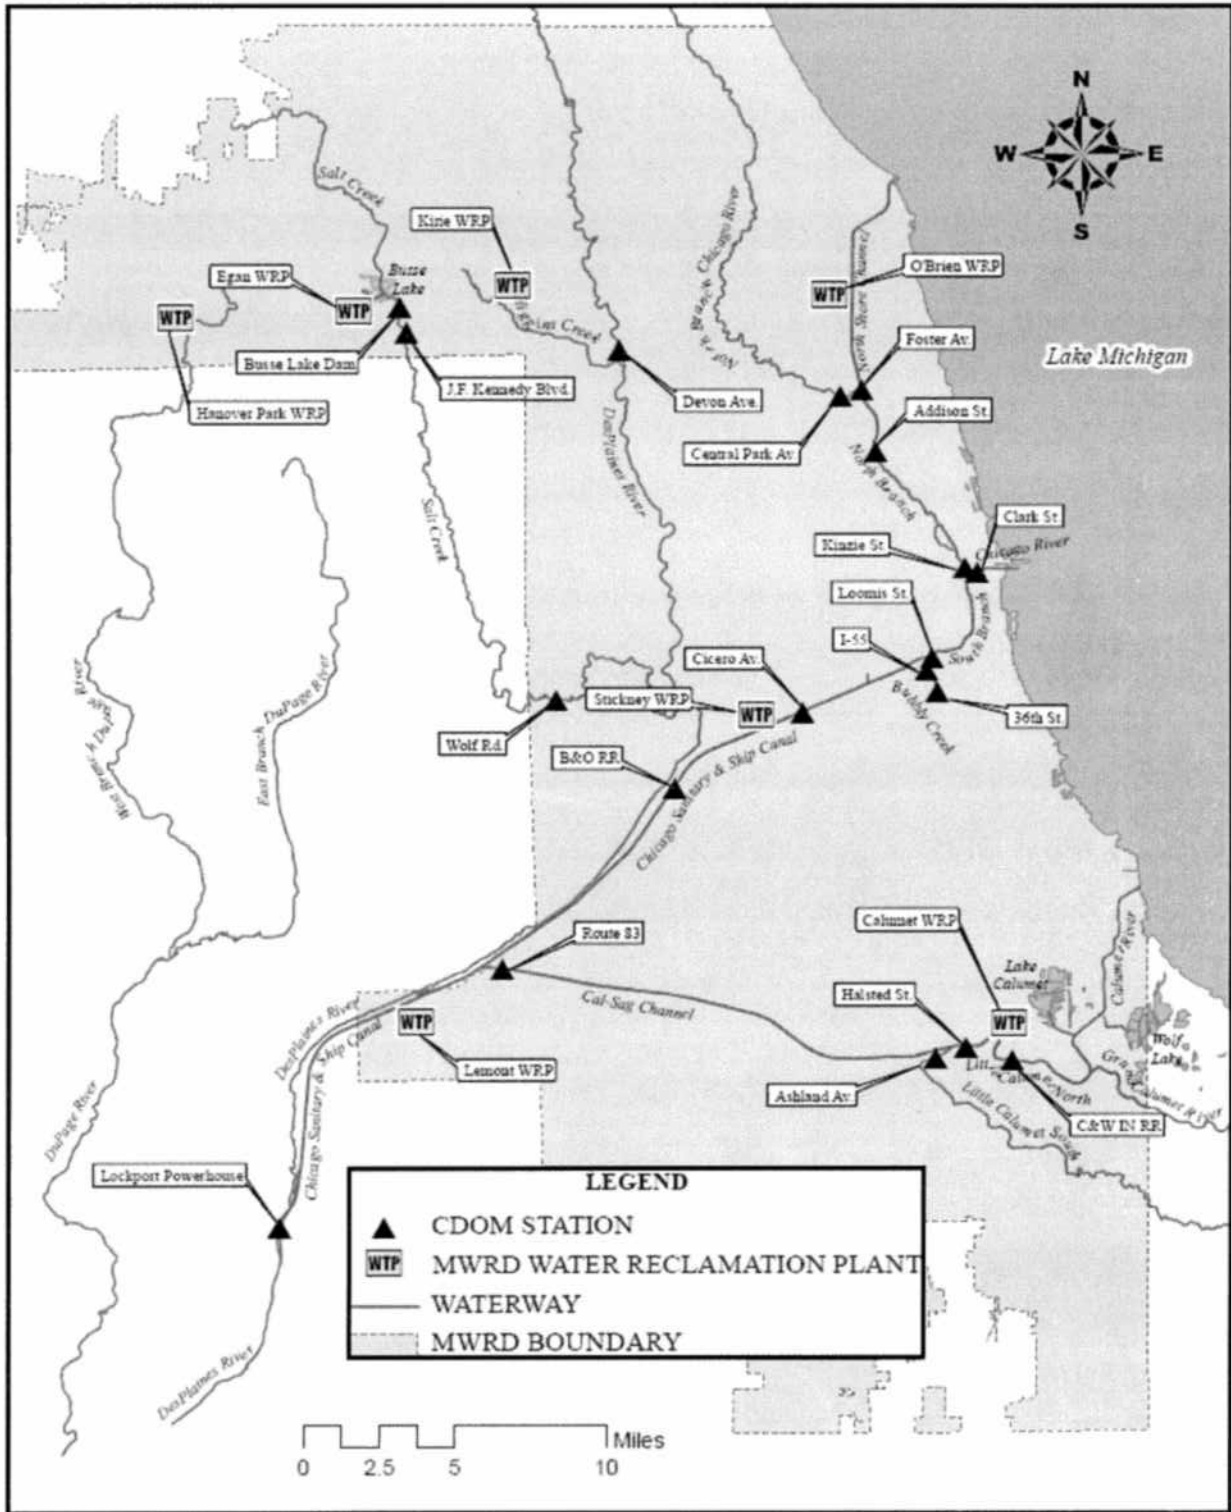 N
W
E
S
Salt Creek
Kirie WRP
North Branch Chicago River
O'Brien WRP
Egan WRP
Busse
Lake
WTP
WTP
WTP
WTP
North Shore Channel
Foster Av.
Lake Michigan
Busse Lake Dam
J.F. Kennedy Blvd.
Devon Ave.
Hanover Park WRP
Addison St.
Central Park Av.
DesPlaines River
North Branch
Salt Creek
Clark St.
Kinzie St.
Chicago River
Loomis St.
South Branch
I-55
Cicero Av.
Bubbly Creek
Stickney WRP
WTP
36th St.
West Branch DuPage River
East Branch DuPage River
Wolf Rd.
B&O RR
Chicago Sanitary & Ship Canal
Calumet WRP
Route 83
Calumet River
Lake
Calumet
Halsted St.
Cal-Sag Channel
WTP
WTP
Wolf
Lake
DesPlaines River
Chicago Sanitary & Ship Canal
Lemont WRP
Ashland Av.
Calumet North
Grand Calumet River
Little Calumet South
C&W IN RR
DuPage River
Lockport Powerhouse
LEGEND
CDOM STATION
WTP MWRD WATER RECLAMATION PLANT
WATERWAY
MWRD BOUNDARY
DesPlaines River
Miles
0 2.5 5 10